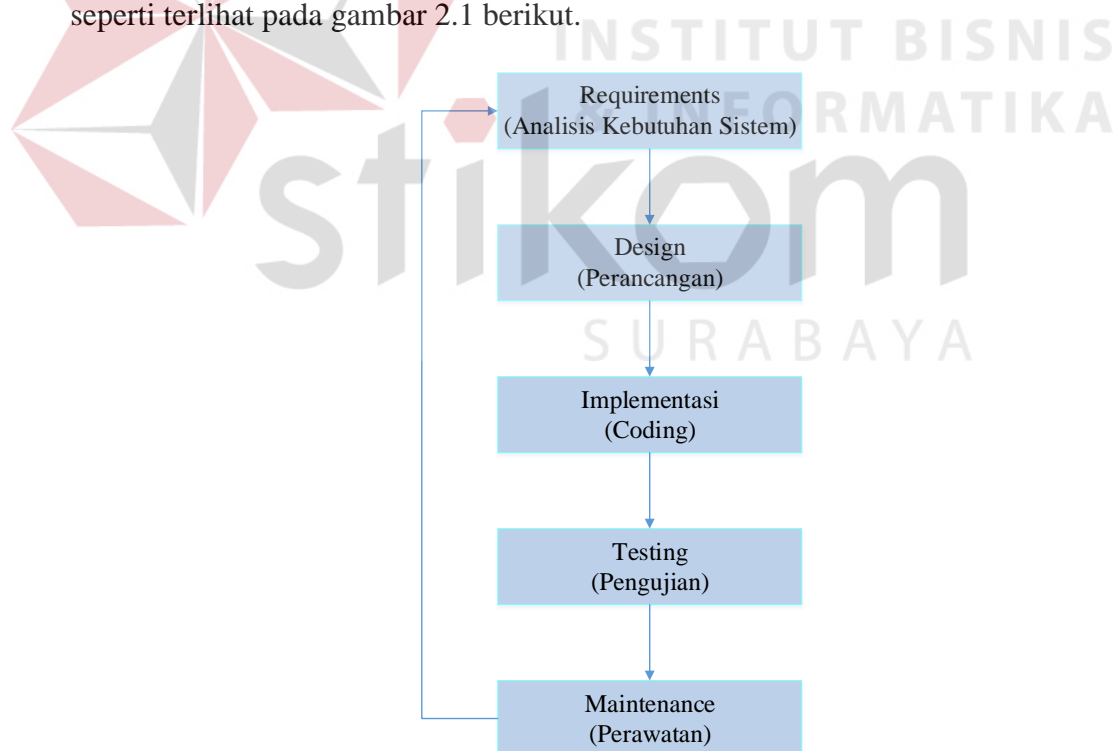 seperti terlihat pada gambar 2.1 berikut.
INSTITUT BISNIS
& INFORMATIKA
stikom
SURABAYA
Requirements
(Analisis Kebutuhan Sistem)
Design
(Perancangan)
Implementasi
(Coding)
Testing
(Pengujian)
Maintenance
(Perawatan)